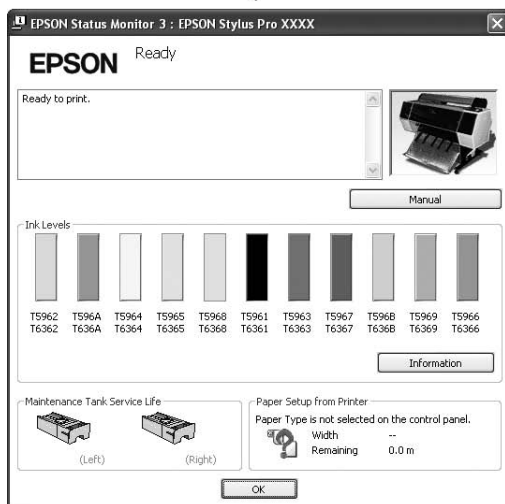 EPSON Status Monitor 3 : EPSON Stylus Pro XXXX
EPSON
Ready
Ready to print.
Manual
Ink Levels
T5962 T596A T5964 T5965 T5968 T5961 T5963 T5967 T596B T5969 T5966
T6362 T636A T6364 T6365 T6368 T6361 T6363 T6367 T636B T6369 T6366
Information
Maintenance Tank Service Life
(Left)
(Right)
Paper Setup from Printer
Paper Type is not selected on the control panel.
Width --
Remaining 0.0 m
OK